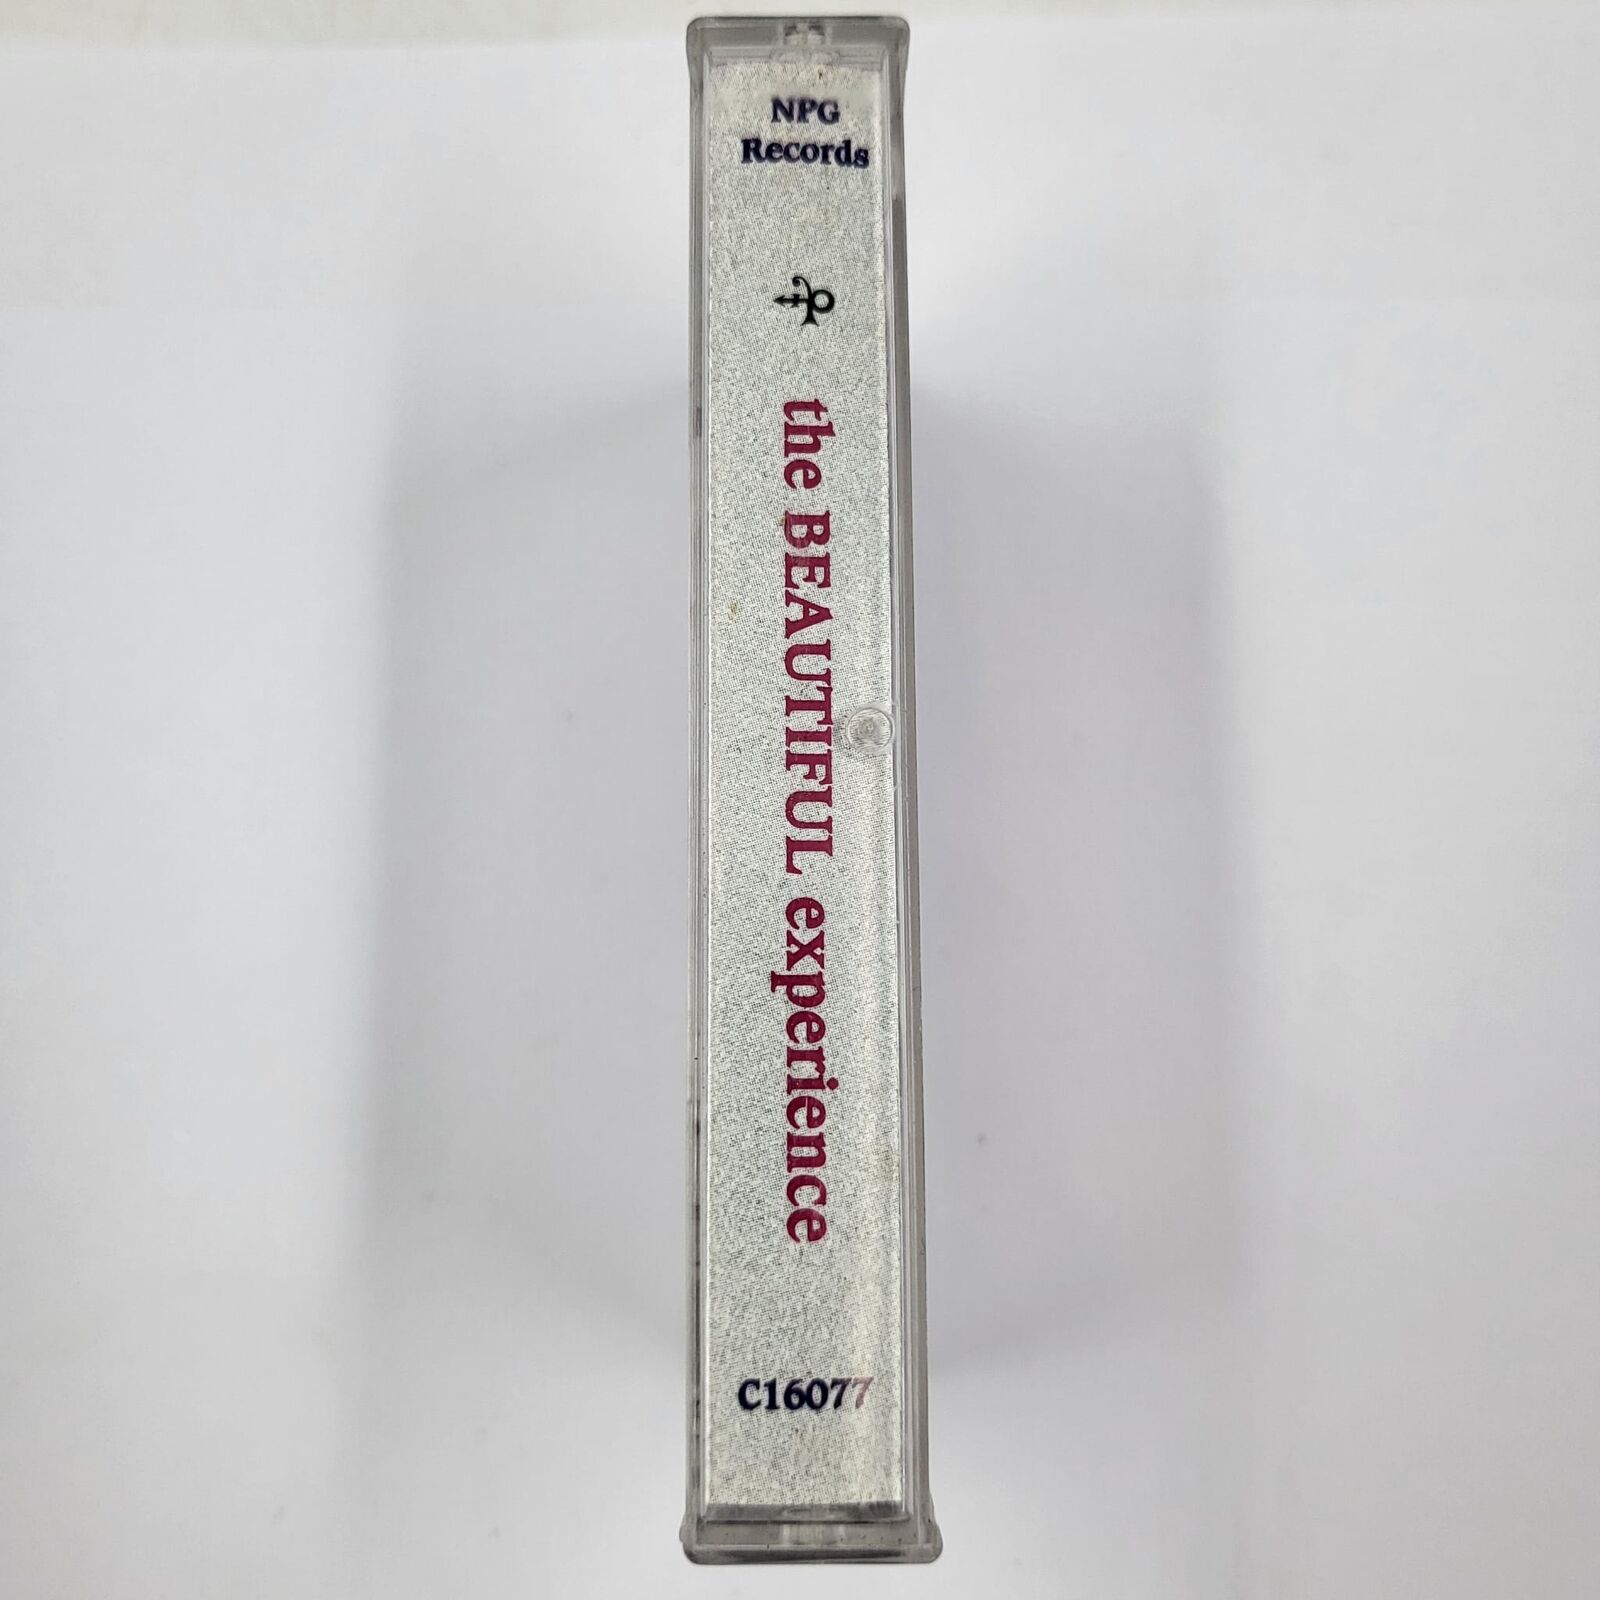 NPG
Records
the BEAUTIFUL experience
C16077